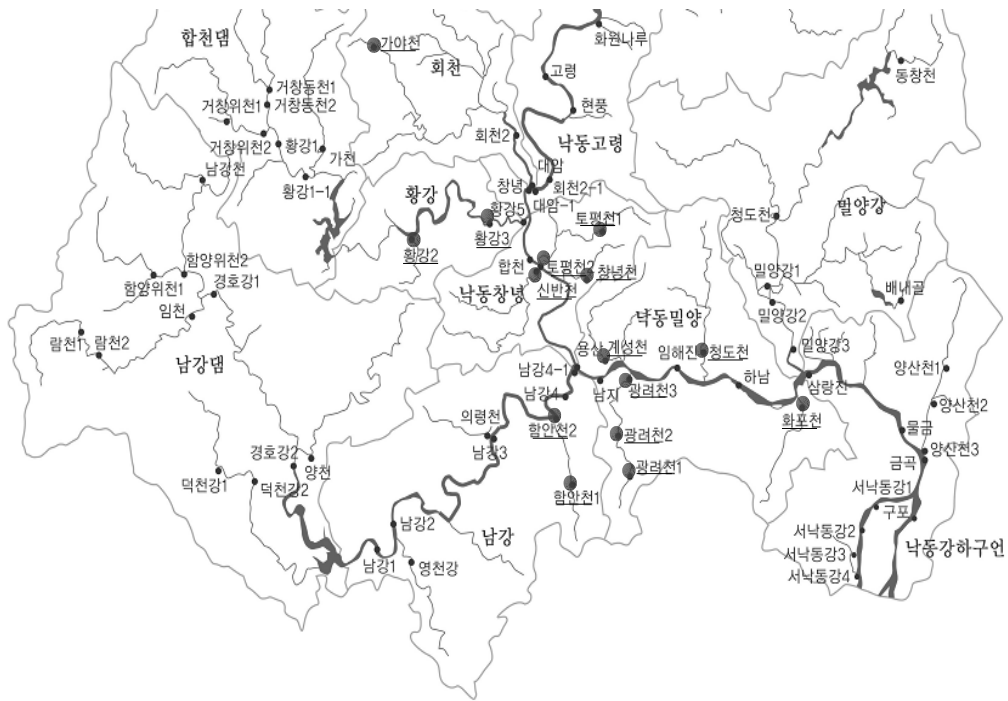 화원나루
합천댐
가야천
회천
고령
동창천
거창동천1
거창위천1
거창동천2
현풍
회천2
낙동고령
거창위천2
황강1
가천
남강천
황강1-1
대암
창녕
회천2-1
대암-1
황강
황강5
황강3
토평천1
청도천
밀양강
황강2
함양위천2
함양위천1
경호강1
합천
토평천2
창녕천
신반천
낙동창녕
밀양강1
배내골
밀양강2
임천
낙동밀양
람천1
람천2
남강댐
용산
계성천
임해진
청도천
밀양강3
양산천1
남강4-1
남지
광려천3
하남
삼랑진
남강4
양산천2
화포천
의령천
함안천2
광려천2
물금
남강3
경호강2
양천
양산천3
금곡
덕천강1
덕천강2
광려천1
함안천1
서낙동강1
구포
남강2
남강
서낙동강2
낙동강하구언
남강1
영천강
서낙동강3
서낙동강4